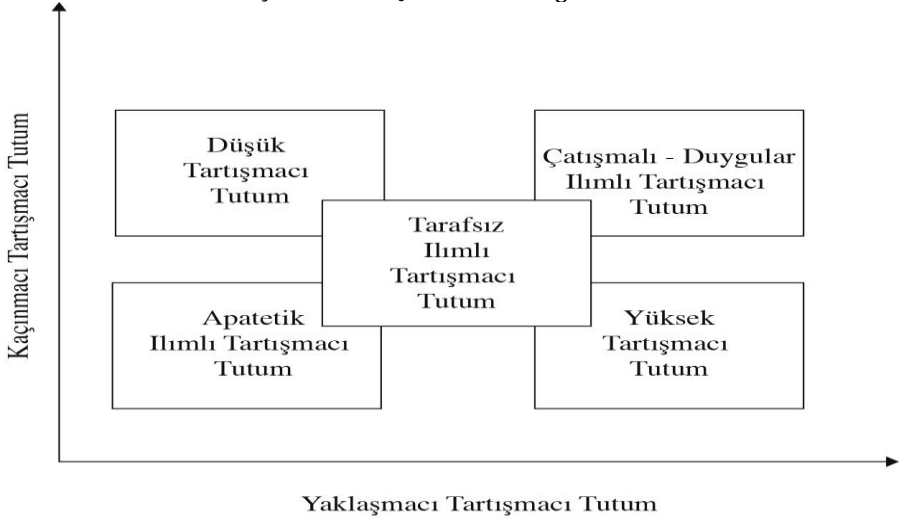 Kaçınmacı Tartışmacı Tutum
Düşük
Tartışmacı
Tutum
Çatışmalı - Duygular
Ilımlı Tartışmacı
Tutum
Tarafsız
Ilımlı
Tartışmacı
Tutum
Apatetik
Ilımlı Tartışmacı
Tutum
Yüksek
Tartışmacı
Tutum
Yaklaşmacı Tartışmacı Tutum